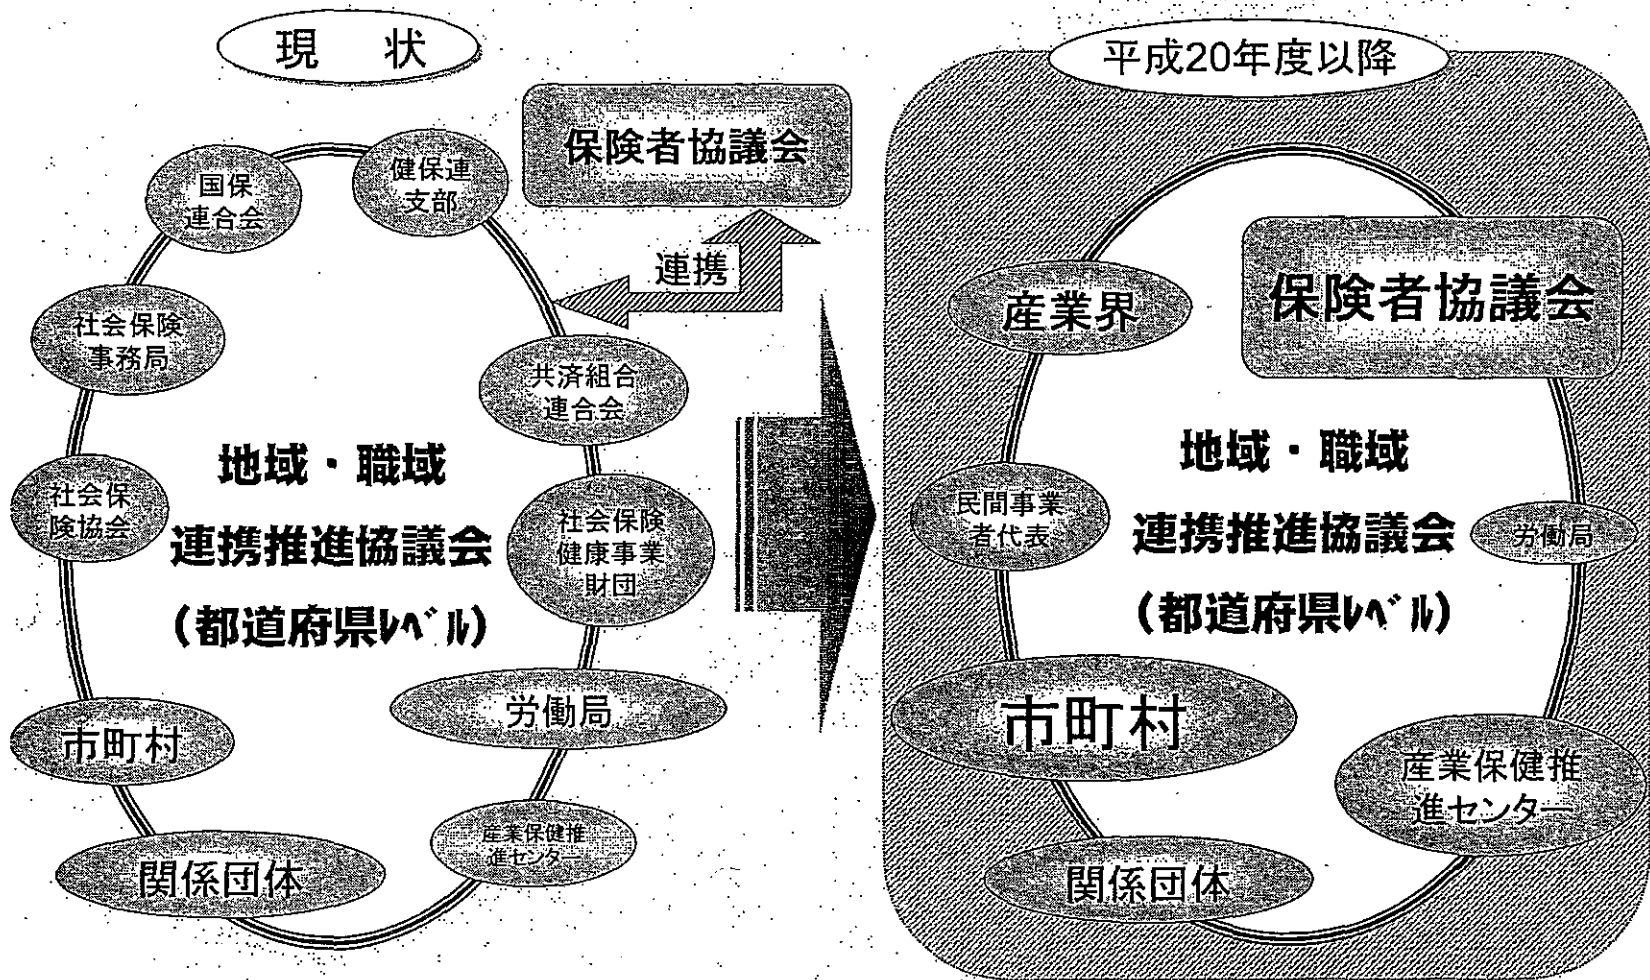 現 状
保険者協議会
国保
連合会
健保連
支部
連携
社会保険
事務局
共済組合
連合会
社会保
険協会
社会保険
健康事業
財団
地域・職域
連携推進協議会
(都道府県ﾚﾍﾞﾙ)
労働局
市町村
産業保健推
進センター
関係団体
平成20年度以降
保険者協議会
産業界
民間事業
者代表
地域・職域
連携推進協議会
(都道府県ﾚﾍﾞﾙ)
労働局
市町村
産業保健推
進センター
関係団体